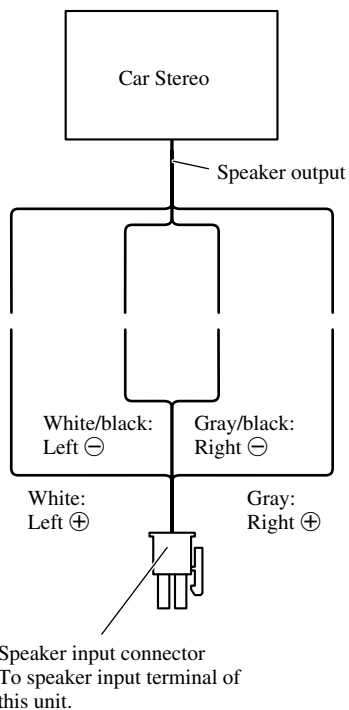 Car Stereo
Speaker output
White/black:
Left ⊖
Gray/black:
Right ⊖
White:
Left ⊕
Gray:
Right ⊕
Speaker input connector
To speaker input terminal of
this unit.